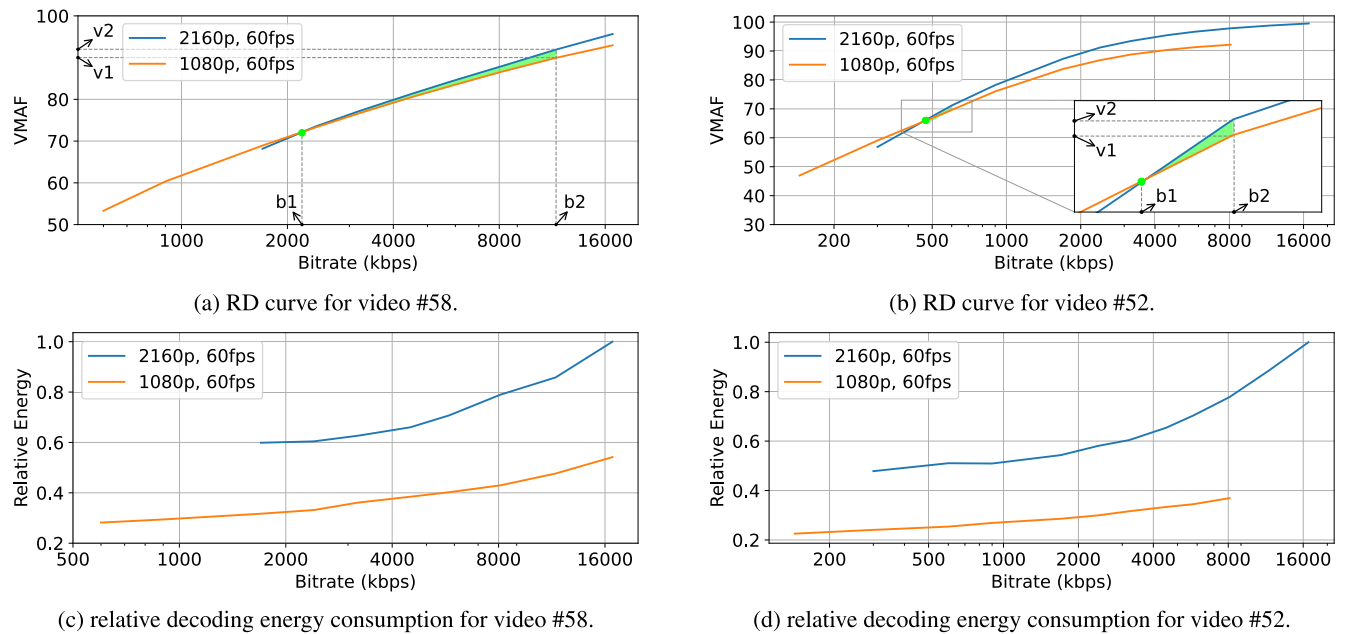 100
90
80
70
60
50
VMAF
v2
v1
2160p, 60fps
1080p, 60fps
b1
b2
1000
2000
4000
8000
16000
Bitrate (kbps)
(a) RD curve for video #58.
100
90
80
70
60
50
40
30
VMAF
2160p, 60fps
1080p, 60fps
v2
v1
b1
b2
200
500
1000
2000
4000
8000
16000
Bitrate (kbps)
(b) RD curve for video #52.
1.0
0.8
0.6
0.4
0.2
Relative Energy
2160p, 60fps
1080p, 60fps
500
1000
2000
4000
8000
16000
Bitrate (kbps)
(c) relative decoding energy consumption for video #58.
1.0
0.8
0.6
0.4
0.2
Relative Energy
2160p, 60fps
1080p, 60fps
200
500
1000
2000
4000
8000
16000
Bitrate (kbps)
(d) relative decoding energy consumption for video #52.